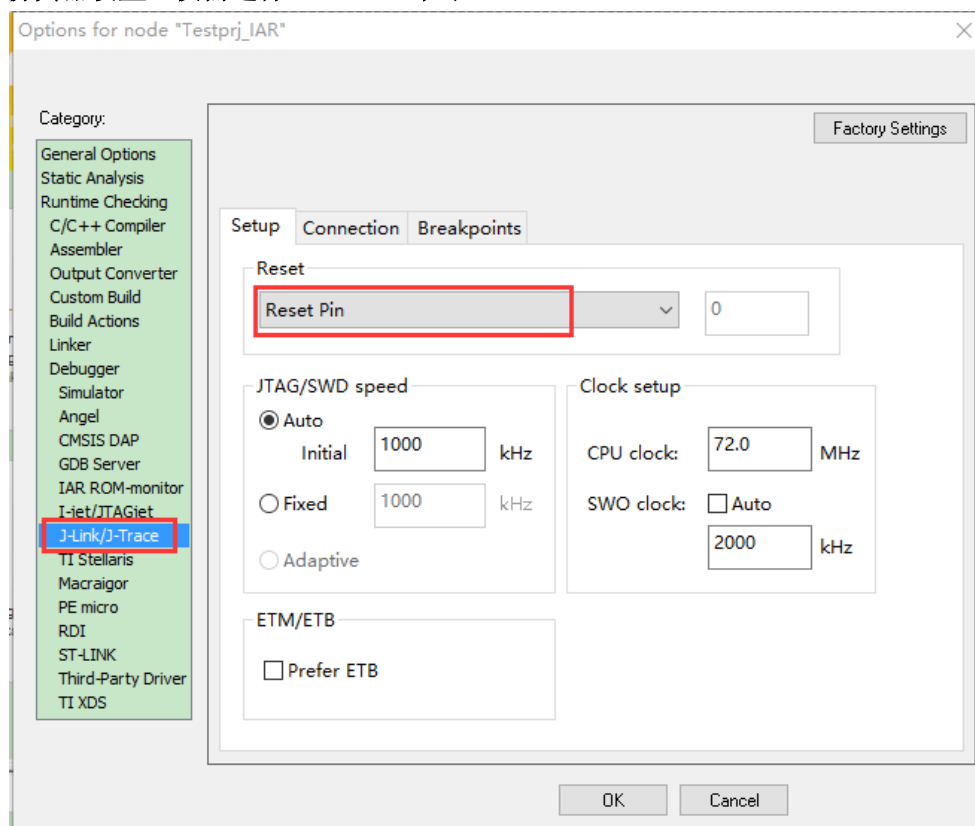 Options for node "Testprj_IAR"
Category:
Factory Settings
General Options
Static Analysis
Runtime Checking
C/C++ Compiler
Assembler
Output Converter
Custom Build
Build Actions
Linker
Debugger
Simulator
Angel
CMSIS DAP
GDB Server
IAR ROM-monitor
I-jet/JTAGjet
J-Link/J-Trace
TI Stellaris
Macraigor
PE micro
RDI
ST-LINK
Third-Party Driver
TI XDS
Setup Connection Breakpoints
Reset
Reset Pin 0
JTAG/SWD speed
Auto
Initial 1000 kHz
Fixed 1000 kHz
Adaptive
Clock setup
CPU clock: 72.0 MHz
SWO clock: Auto
2000 kHz
ETM/ETB
Prefer ETB
OK Cancel